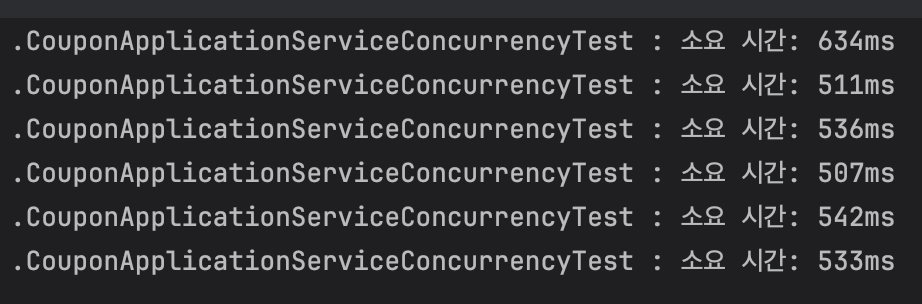 .CouponApplicationServiceConcurrencyTest : 소요 시간: 634ms
.CouponApplicationServiceConcurrencyTest : 소요 시간: 511ms
.CouponApplicationServiceConcurrencyTest : 소요 시간: 536ms
.CouponApplicationServiceConcurrencyTest : 소요 시간: 507ms
.CouponApplicationServiceConcurrencyTest : 소요 시간: 542ms
.CouponApplicationServiceConcurrencyTest : 소요 시간: 533ms